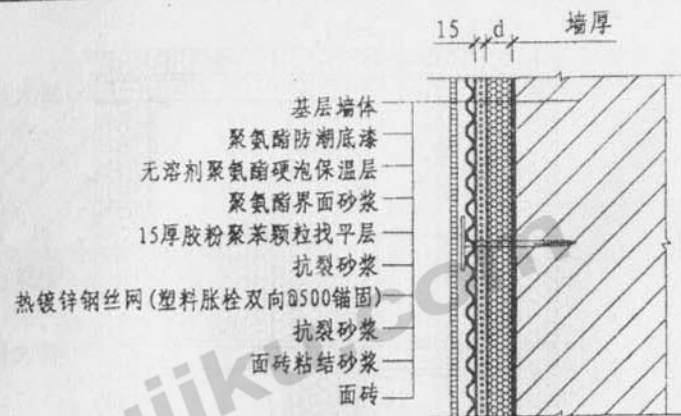 15 d 墙厚
基层墙体
聚氨酯防潮底漆
无溶剂聚氨酯硬泡保温层
聚氨酯界面砂浆
15厚胶粉聚苯颗粒找平层
抗裂砂浆
热镀锌钢丝网(塑料胀栓双向@500锚固)
抗裂砂浆
面砖粘结砂浆
面砖